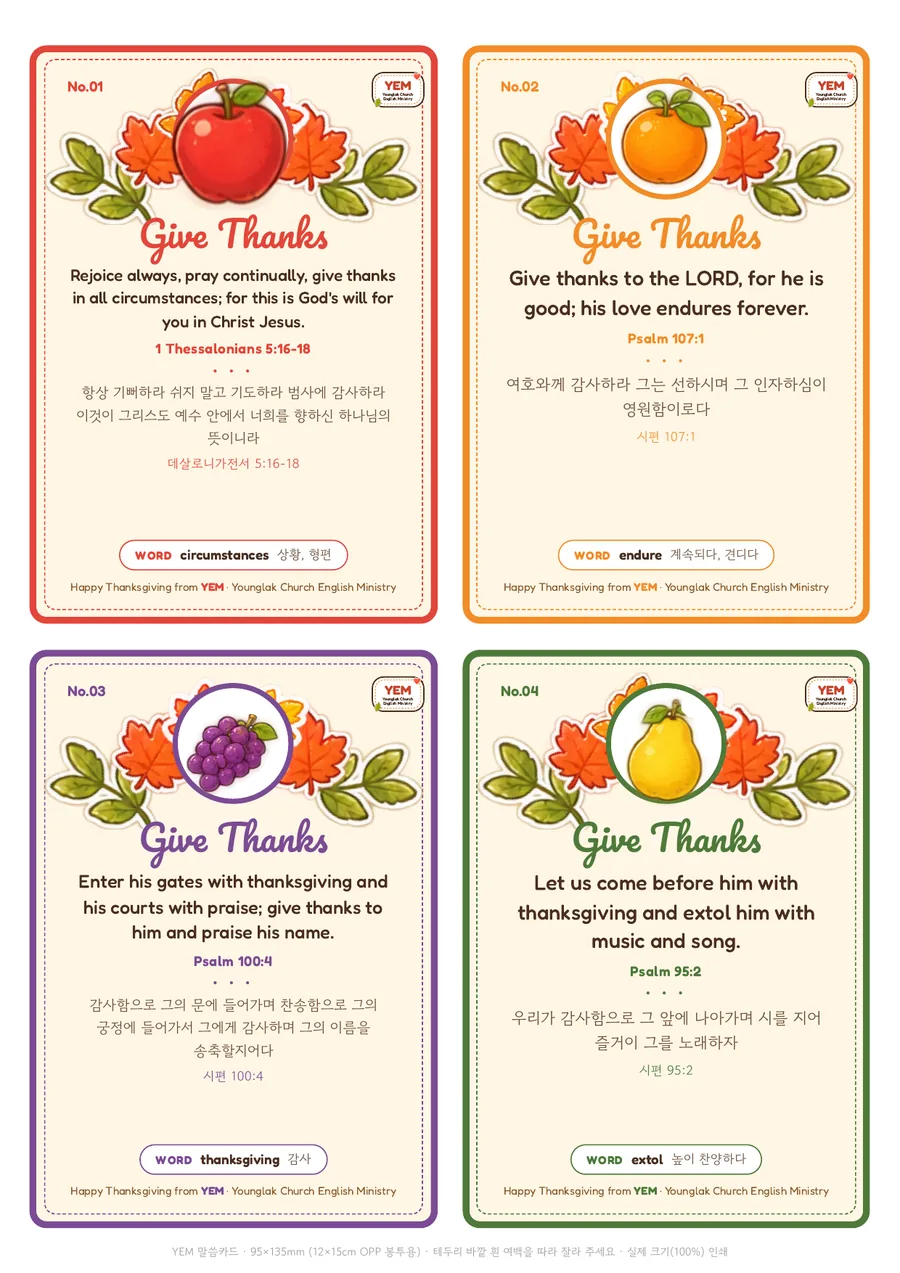 No.01
YEM
Younglak Church
English Ministry
Give Thanks
Rejoice always, pray continually, give thanks
in all circumstances; for this is God's will for
you in Christ Jesus.
1 Thessalonians 5:16-18
• • •
항상 기뻐하라 쉬지 말고 기도하라 범사에 감사하라
이것이 그리스도 예수 안에서 너희를 향하신 하나님의
뜻이니라
데살로니가전서 5:16-18
WORD circumstances 상황, 형편
Happy Thanksgiving from YEM · Younglak Church English Ministry
No.02
YEM
Younglak Church
English Ministry
Give Thanks
Give thanks to the LORD, for he is
good; his love endures forever.
Psalm 107:1
• • •
여호와께 감사하라 그는 선하시며 그 인자하심이
영원함이로다
시편 107:1
WORD endure 계속되다, 견디다
Happy Thanksgiving from YEM · Younglak Church English Ministry
No.03
YEM
Younglak Church
English Ministry
Give Thanks
Enter his gates with thanksgiving and
his courts with praise; give thanks to
him and praise his name.
Psalm 100:4
• • •
감사함으로 그의 문에 들어가며 찬송함으로 그의
궁정에 들어가서 그에게 감사하며 그의 이름을
송축할지어다
시편 100:4
WORD thanksgiving 감사
Happy Thanksgiving from YEM · Younglak Church English Ministry
No.04
YEM
Younglak Church
English Ministry
Give Thanks
Let us come before him with
thanksgiving and extol him with
music and song.
Psalm 95:2
• • •
우리가 감사함으로 그 앞에 나아가며 시를 지어
즐거이 그를 노래하자
시편 95:2
WORD extol 높이 찬양하다
Happy Thanksgiving from YEM · Younglak Church English Ministry
YEM 말씀카드 · 95×135mm (12×15cm OPP 봉투용) · 테두리 바깥 흰 여백을 따라 잘라 주세요 · 실제 크기(100%) 인쇄